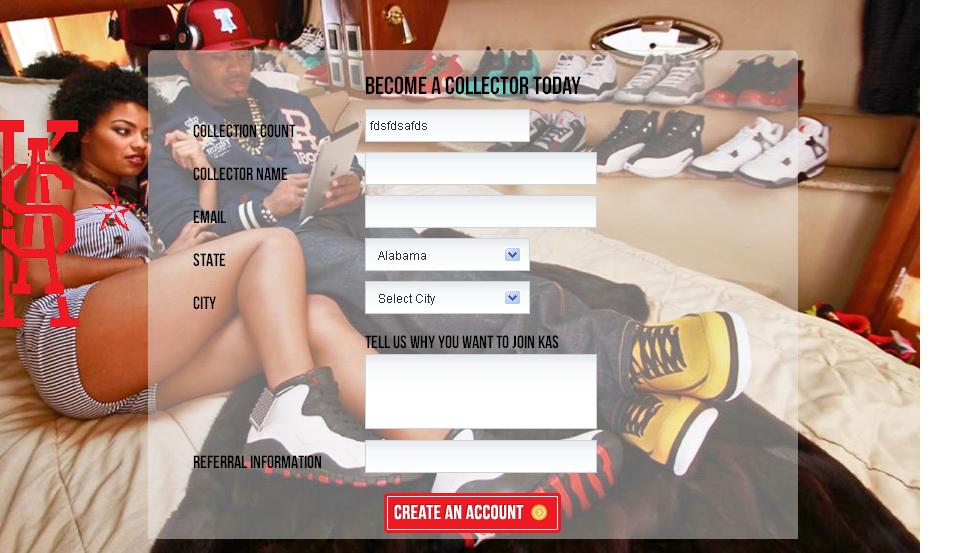 BECOME A COLLECTOR TODAY
COLLECTION COUNT
fdsfdsafds
COLLECTOR NAME
EMAIL
STATE
Alabama
CITY
Select City
TELL US WHY YOU WANT TO JOIN KAS
REFERRAL INFORMATION
CREATE AN ACCOUNT